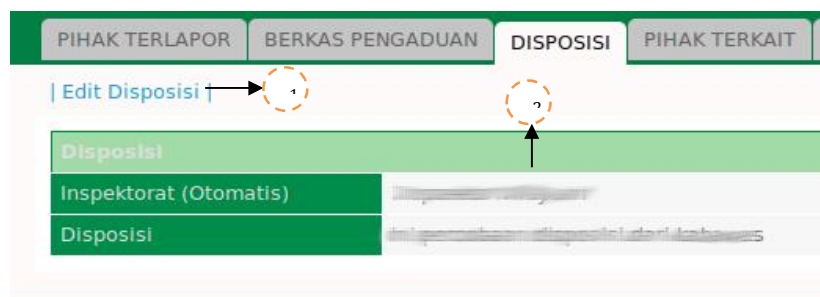 PIHAK TERLAPOR BERKAS PENGADUAN DISPOSISI PIHAK TERKAIT
| Edit Disposisi | 1 2
Disposisi
Inspektorat (Otomatis)
Disposisi